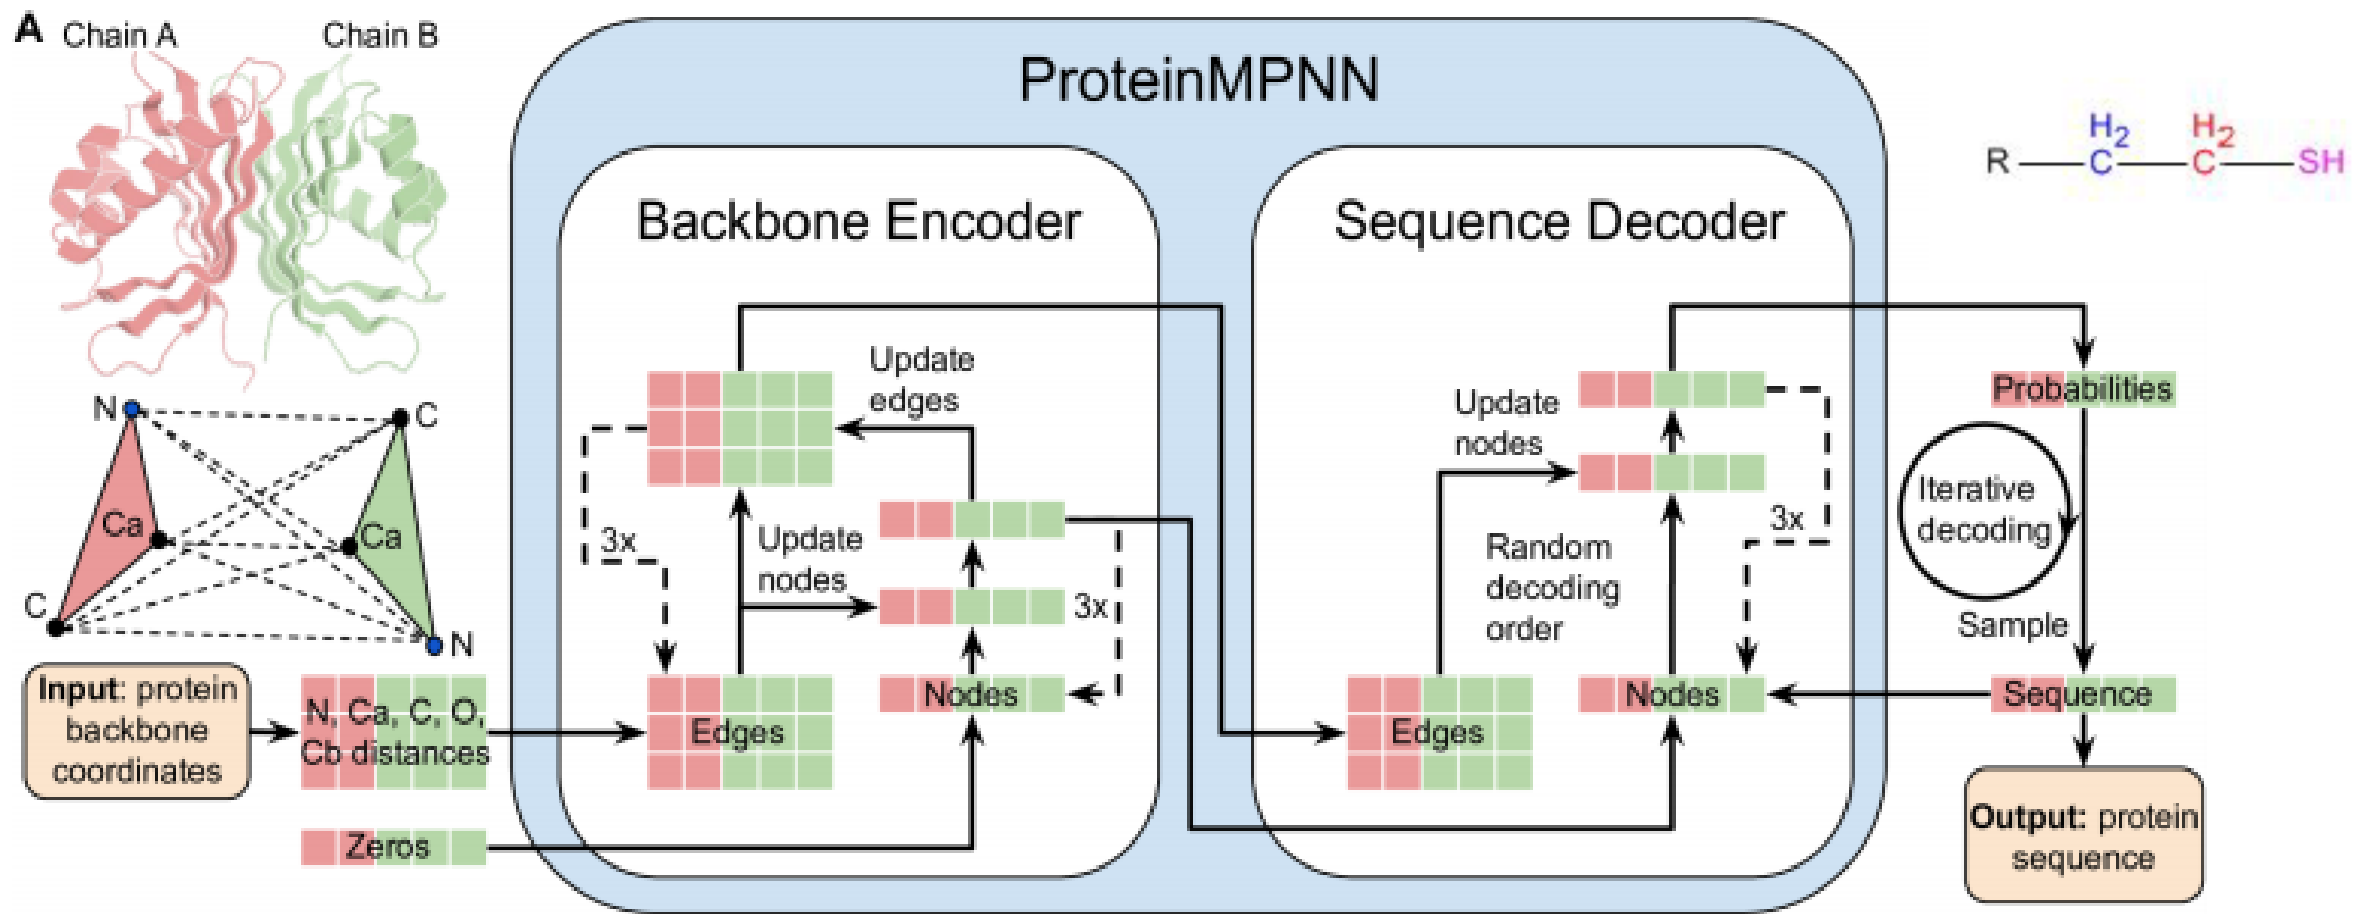 A Chain A Chain B
ProteinMPNN
H2 H2
R C C SH
Backbone Encoder
Sequence Decoder
Update
edges
3x
Update
nodes
3x
Edges
Nodes
Update
nodes
3x
Random
decoding
order
Edges
Nodes
Probabilities
Iterative
decoding
Sample
Sequence
N C
Ca Ca
C N
Input: protein
backbone
coordinates
N, Ca, C, O,
Cb distances
Zeros
Output: protein
sequence